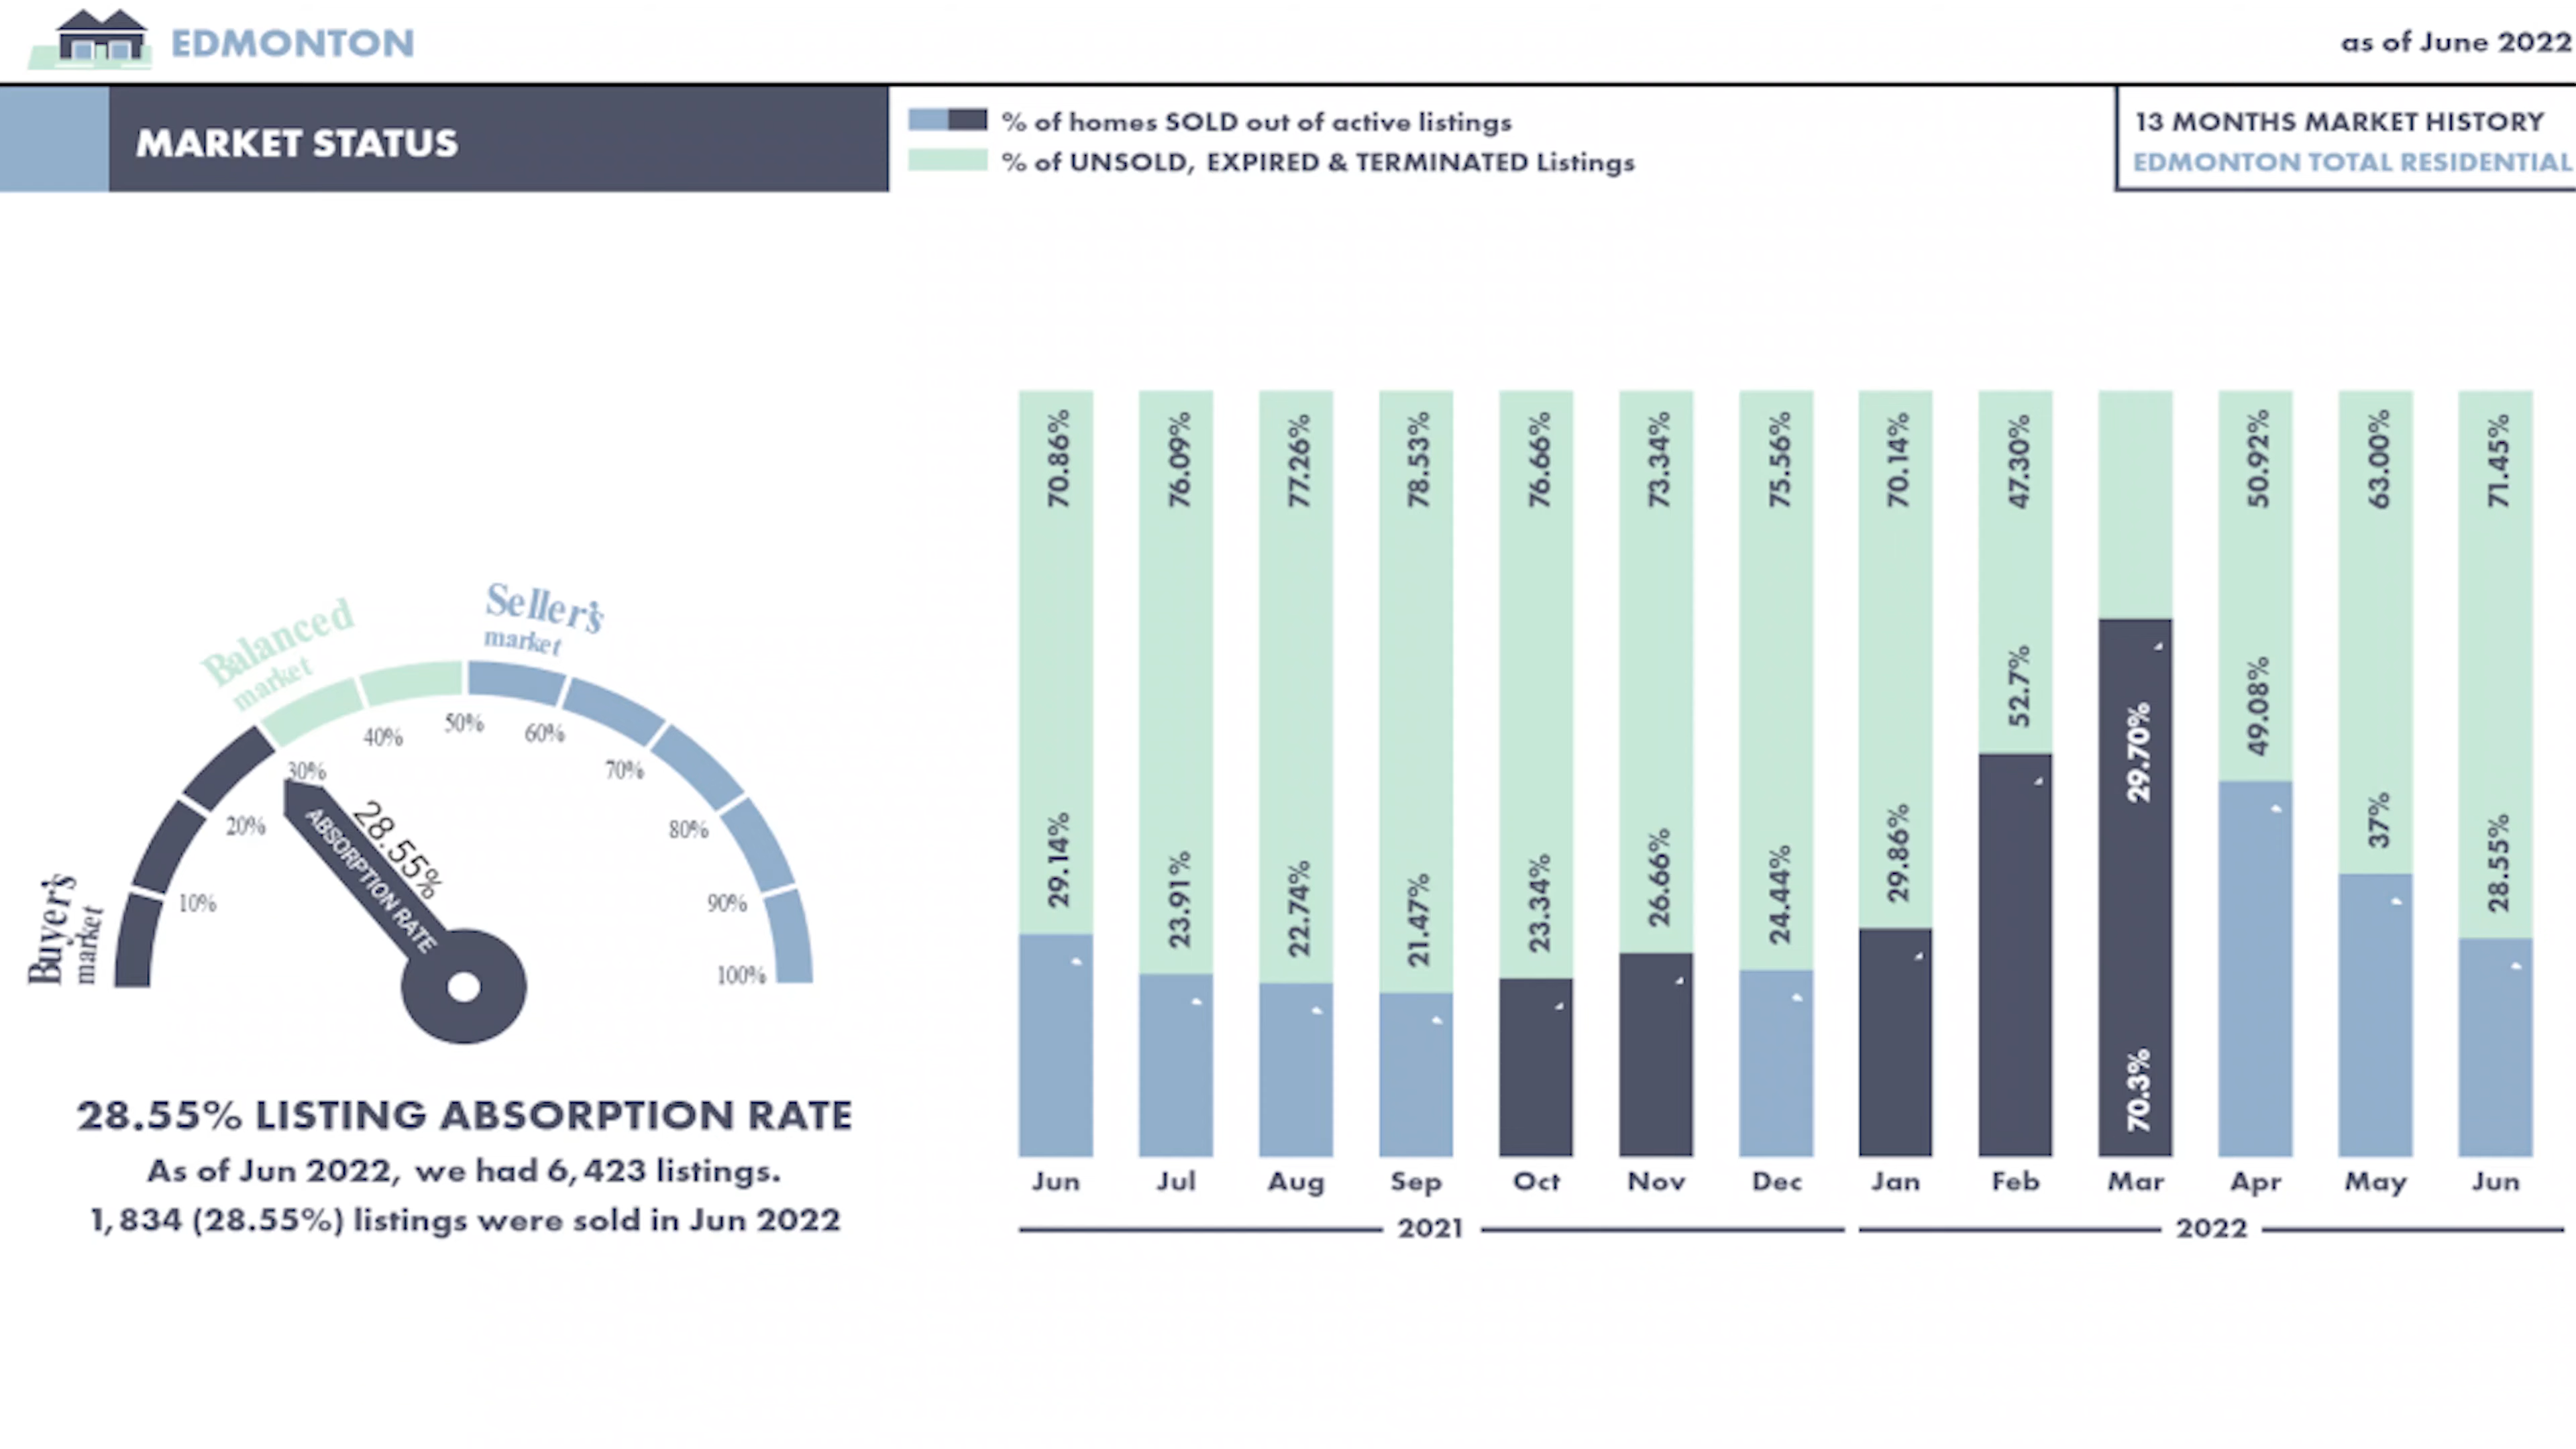 EDMONTON
as of June 2022
MARKET STATUS
% of homes SOLD out of active listings
% of UNSOLD, EXPIRED & TERMINATED Listings
13 MONTHS MARKET HISTORY
EDMONTON TOTAL RESIDENTIAL
Buyer's
market
Balanced
market
Seller's
market
10%
20%
30%
40%
50%
60%
70%
80%
90%
100%
28.55%
ABSORPTION RATE
28.55% LISTING ABSORPTION RATE
As of Jun 2022, we had 6,423 listings.
1,834 (28.55%) listings were sold in Jun 2022
70.86%
29.14%
76.09%
23.91%
77.26%
22.74%
78.53%
21.47%
76.66%
23.34%
73.34%
26.66%
75.56%
24.44%
70.14%
29.86%
47.30%
52.7%
29.70%
70.3%
50.92%
49.08%
63.00%
37%
71.45%
28.55%
Jun Jul Aug Sep Oct Nov Dec Jan Feb Mar Apr May Jun
2021 2022